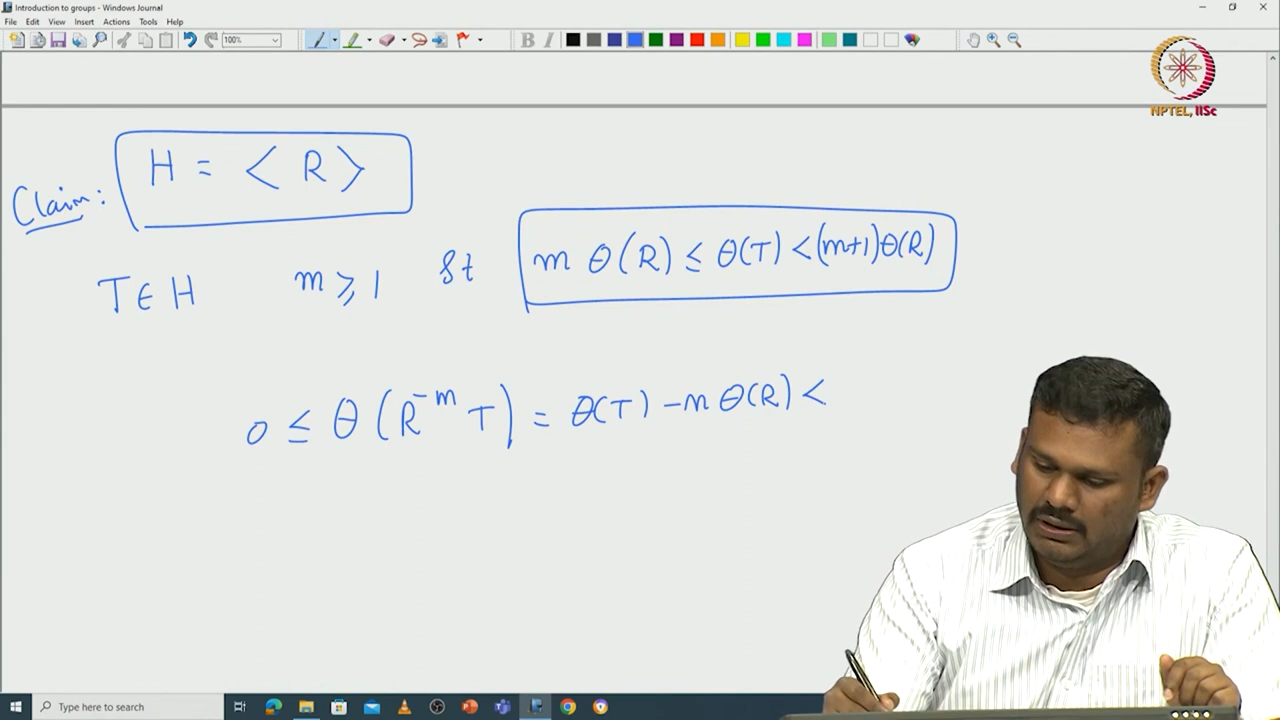 Introduction to groups - Windows Journal
File Edit View Insert Actions Tools Help
100%
B I
NPTEL, IISc
Claim: H = < R >
T ∈ H m ⩾ 1 st m θ(R) ≤ θ(T) < (m+1)θ(R)
0 ≤ θ(R^{-m} T) = θ(T) - m θ(R) <
Type here to search